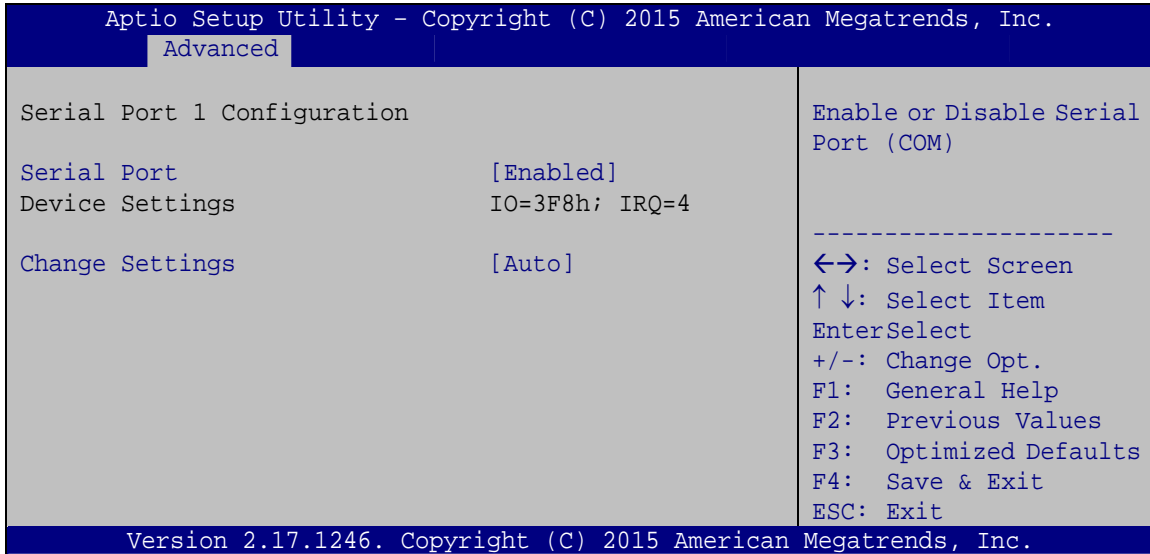 Aptio Setup Utility – Copyright (C) 2015 American Megatrends, Inc.
Advanced
Serial Port 1 Configuration
Serial Port [Enabled]
Device Settings IO=3F8h; IRQ=4
Change Settings [Auto]
Enable or Disable Serial
Port (COM)
-----------------------
←→: Select Screen
↑ ↓: Select Item
EnterSelect
+/-: Change Opt.
F1: General Help
F2: Previous Values
F3: Optimized Defaults
F4: Save & Exit
ESC: Exit
Version 2.17.1246. Copyright (C) 2015 American Megatrends, Inc.